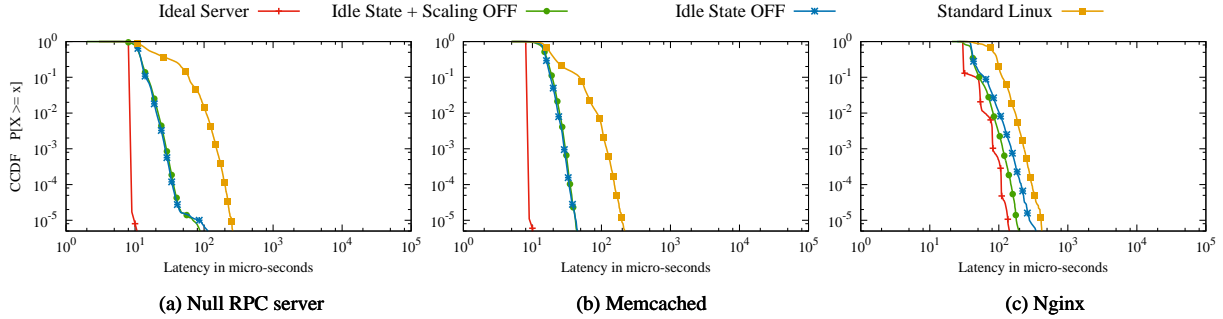 Ideal Server Idle State + Scaling OFF Idle State OFF Standard Linux
CCDF P[X >= x]
10^0
10^-1
10^-2
10^-3
10^-4
10^-5
10^0 10^1 10^2 10^3 10^4 10^5
Latency in micro-seconds
(a) Null RPC server
10^0
10^-1
10^-2
10^-3
10^-4
10^-5
10^0 10^1 10^2 10^3 10^4 10^5
Latency in micro-seconds
(b) Memcached
10^0
10^-1
10^-2
10^-3
10^-4
10^-5
10^0 10^1 10^2 10^3 10^4 10^5
Latency in micro-seconds
(c) Nginx